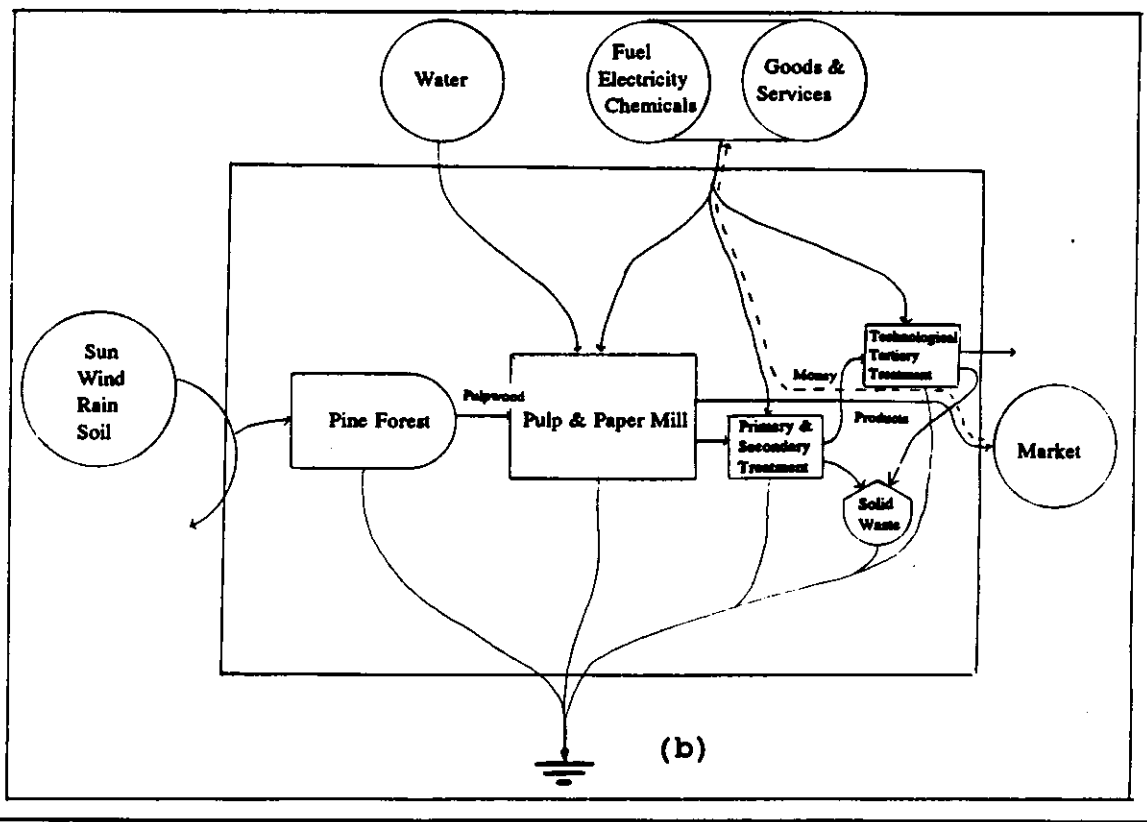 Water
Fuel
Electricity
Chemicals
Goods &
Services
Sun
Wind
Rain
Soil
Pine Forest
Pulpwood
Pulp & Paper Mill
Primary &
Secondary
Treatment
Technological
Tertiary
Treatment
Money
Products
Solid
Waste
Market
(b)